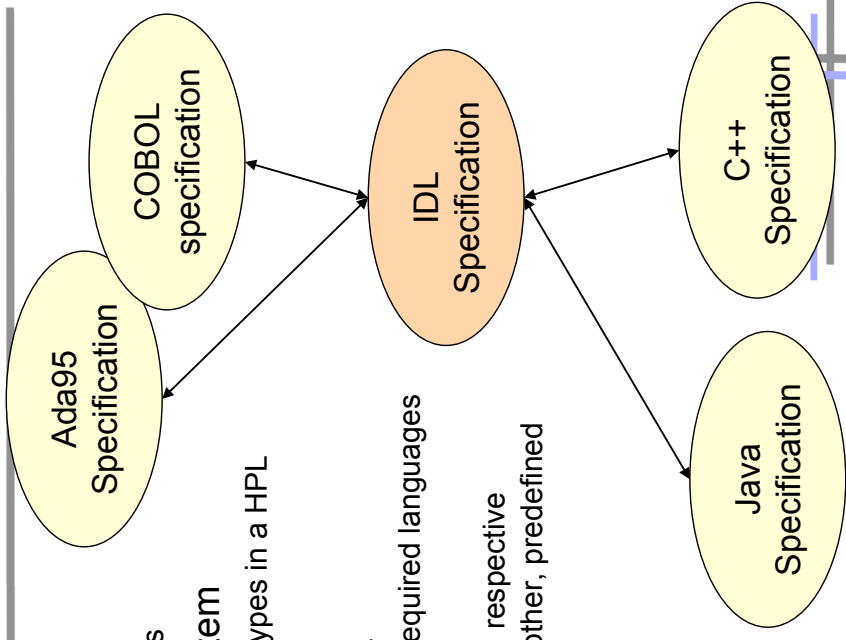 Ada95
Specification
COBOL
specification
s
tem
ypes in a HPL
equired languages
respective
other, predefined
IDL
Specification
Java
Specification
C++
Specification